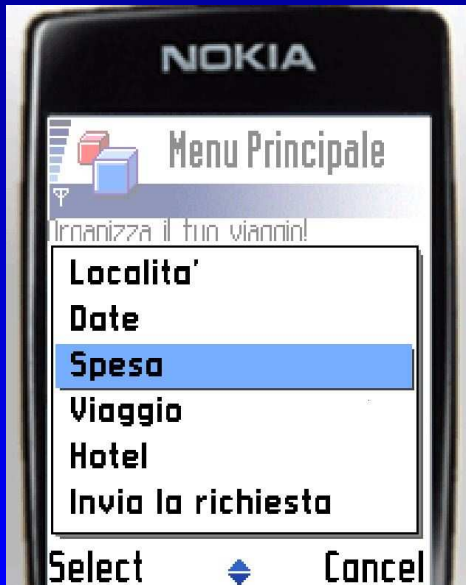 NOKIA
Menu Principale
Organizza il tuo viaggio!
Localita'
Date
Spesa
Viaggio
Hotel
Invia la richiesta
Select
Cancel